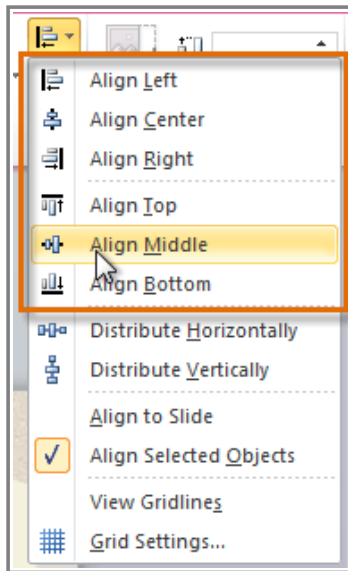 Align Left
Align Center
Align Right
Align Top
Align Middle
Align Bottom
Distribute Horizontally
Distribute Vertically
Align to Slide
Align Selected Objects
View Gridlines
Grid Settings...